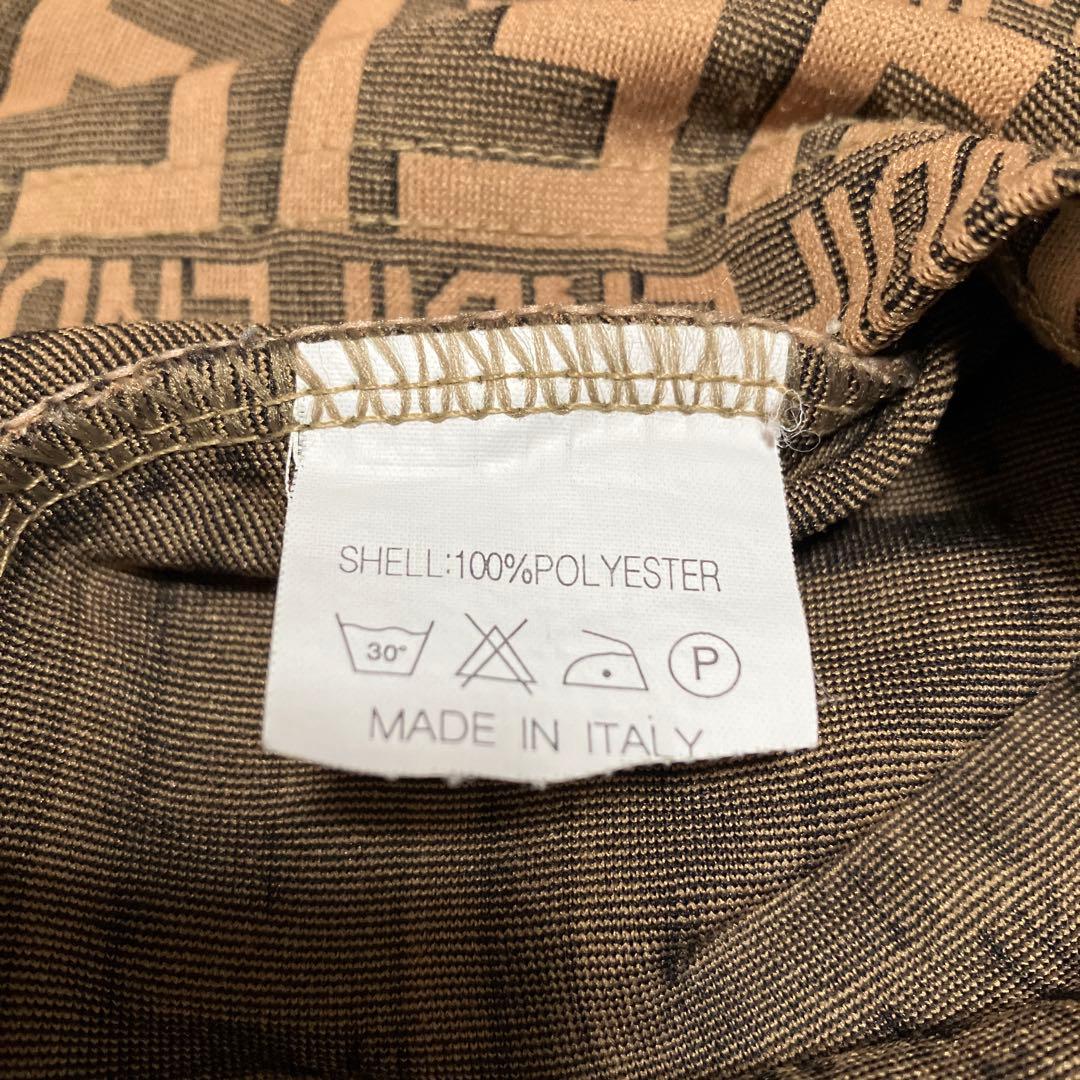 SHELL:100%POLYESTER
30°
P
MADE IN ITALY